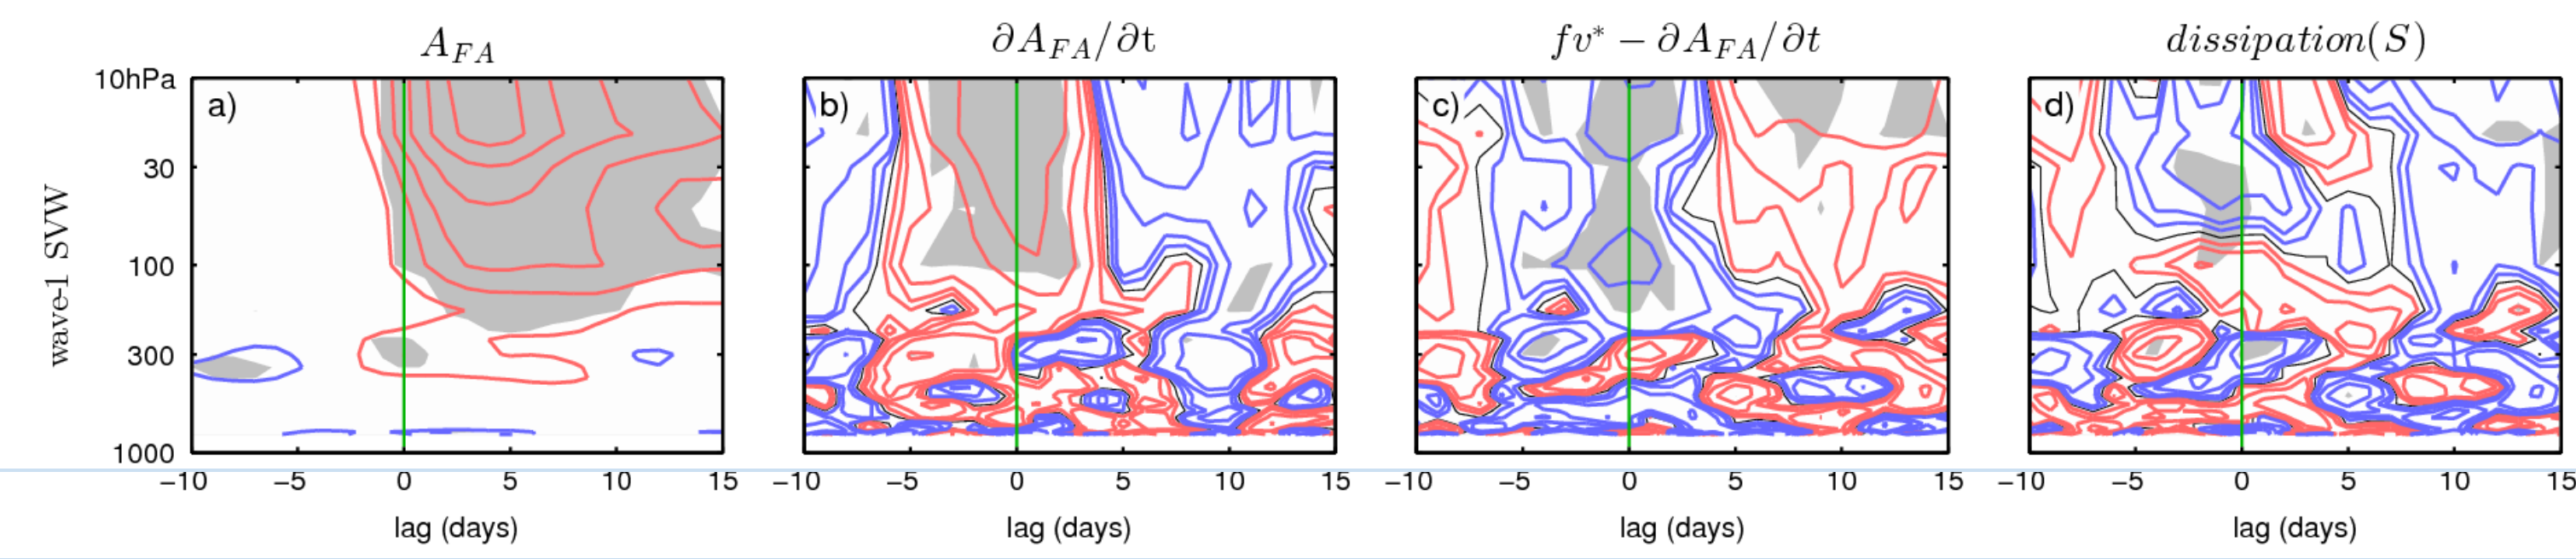 A_{FA}
∂A_{FA}/∂t
fv* − ∂A_{FA}/∂t
dissipation(S)
wave-1 SVW
10hPa
30
100
300
1000
a)
b)
c)
d)
−10 −5 0 5 10 15
−10 −5 0 5 10 15
−10 −5 0 5 10 15
−10 −5 0 5 10 15
lag (days)
lag (days)
lag (days)
lag (days)